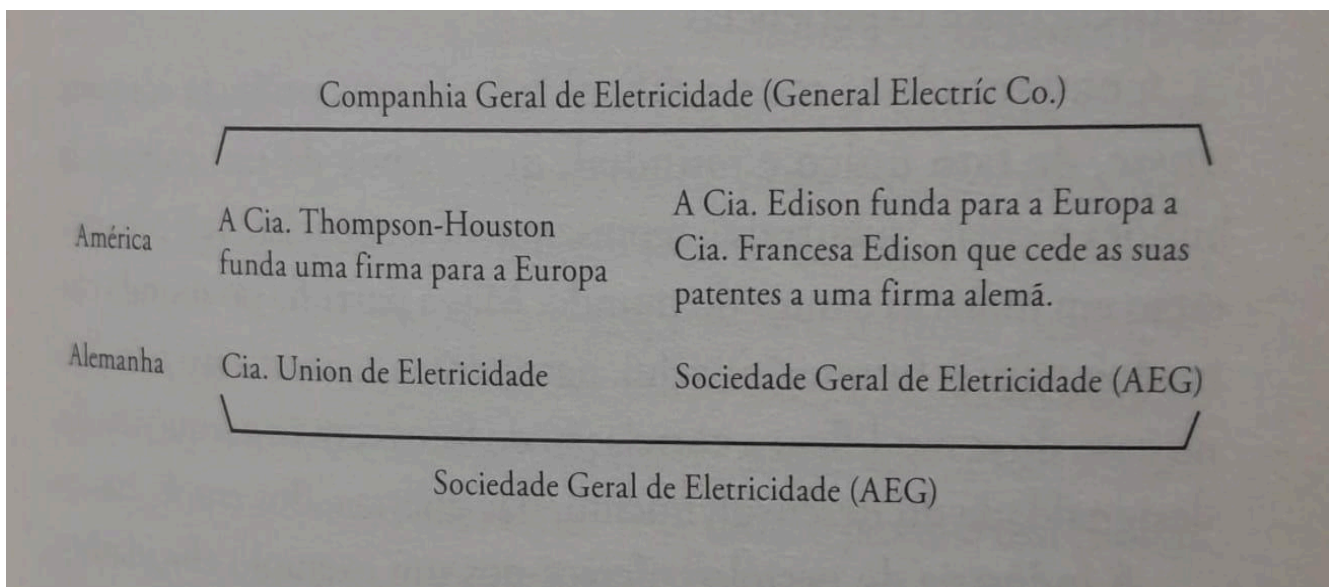 Companhia Geral de Eletricidade (General Electríc Co.)
América
A Cia. Thompson-Houston
funda uma firma para a Europa
A Cia. Edison funda para a Europa a
Cia. Francesa Edison que cede as suas
patentes a uma firma alemã.
Alemanha
Cia. Union de Eletricidade
Sociedade Geral de Eletricidade (AEG)
Sociedade Geral de Eletricidade (AEG)